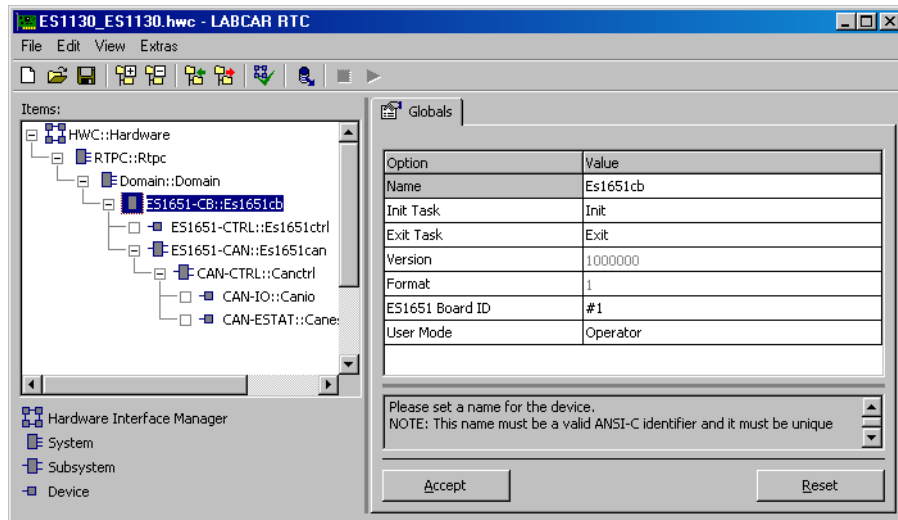 ES1130_ES1130.hwc - LABCAR RTC
File Edit View Extras
Items:
HWC::Hardware
RTPC::Rtpc
Domain::Domain
ES1651-CB::Es1651cb
ES1651-CTRL::Es1651ctrl
ES1651-CAN::Es1651can
CAN-CTRL::Canctrl
CAN-IO::Canio
CAN-ESTAT::Canes
Hardware Interface Manager
System
Subsystem
Device
Globals
Option Value
Name Es1651cb
Init Task Init
Exit Task Exit
Version 1000000
Format 1
ES1651 Board ID #1
User Mode Operator
Please set a name for the device.
NOTE: This name must be a valid ANSI-C identifier and it must be unique
Accept Reset